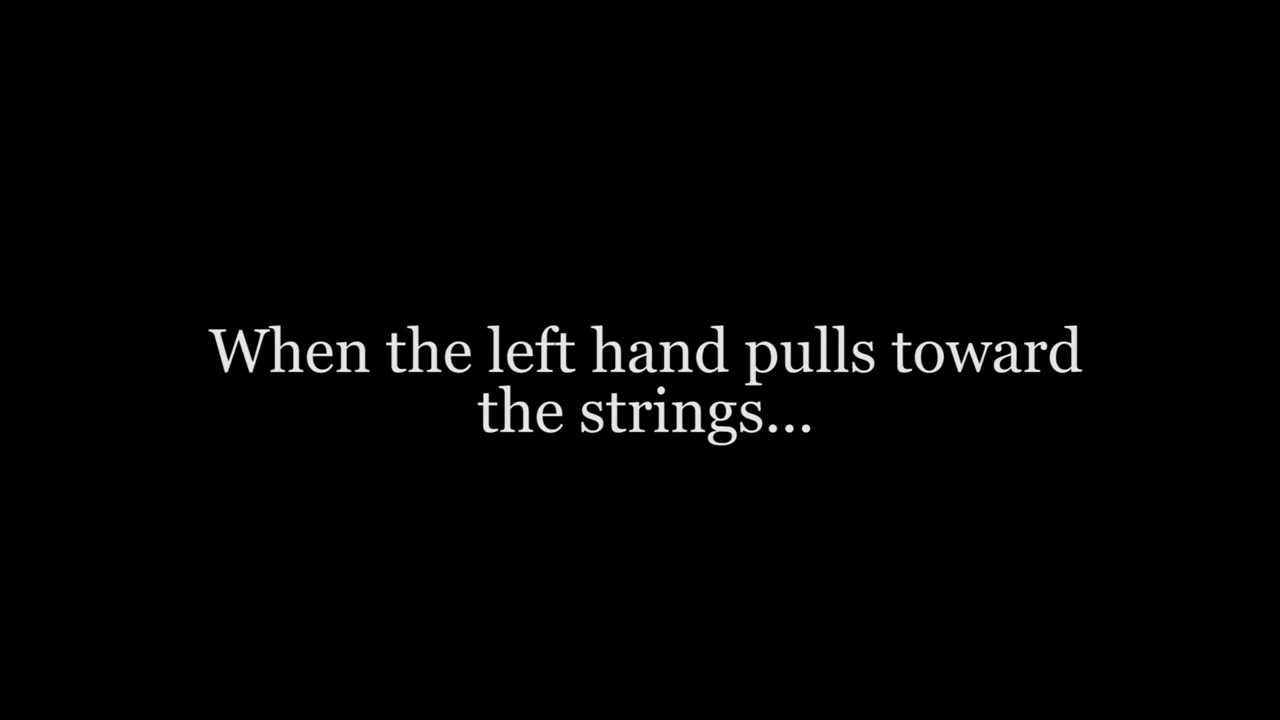 When the left hand pulls toward
the strings...